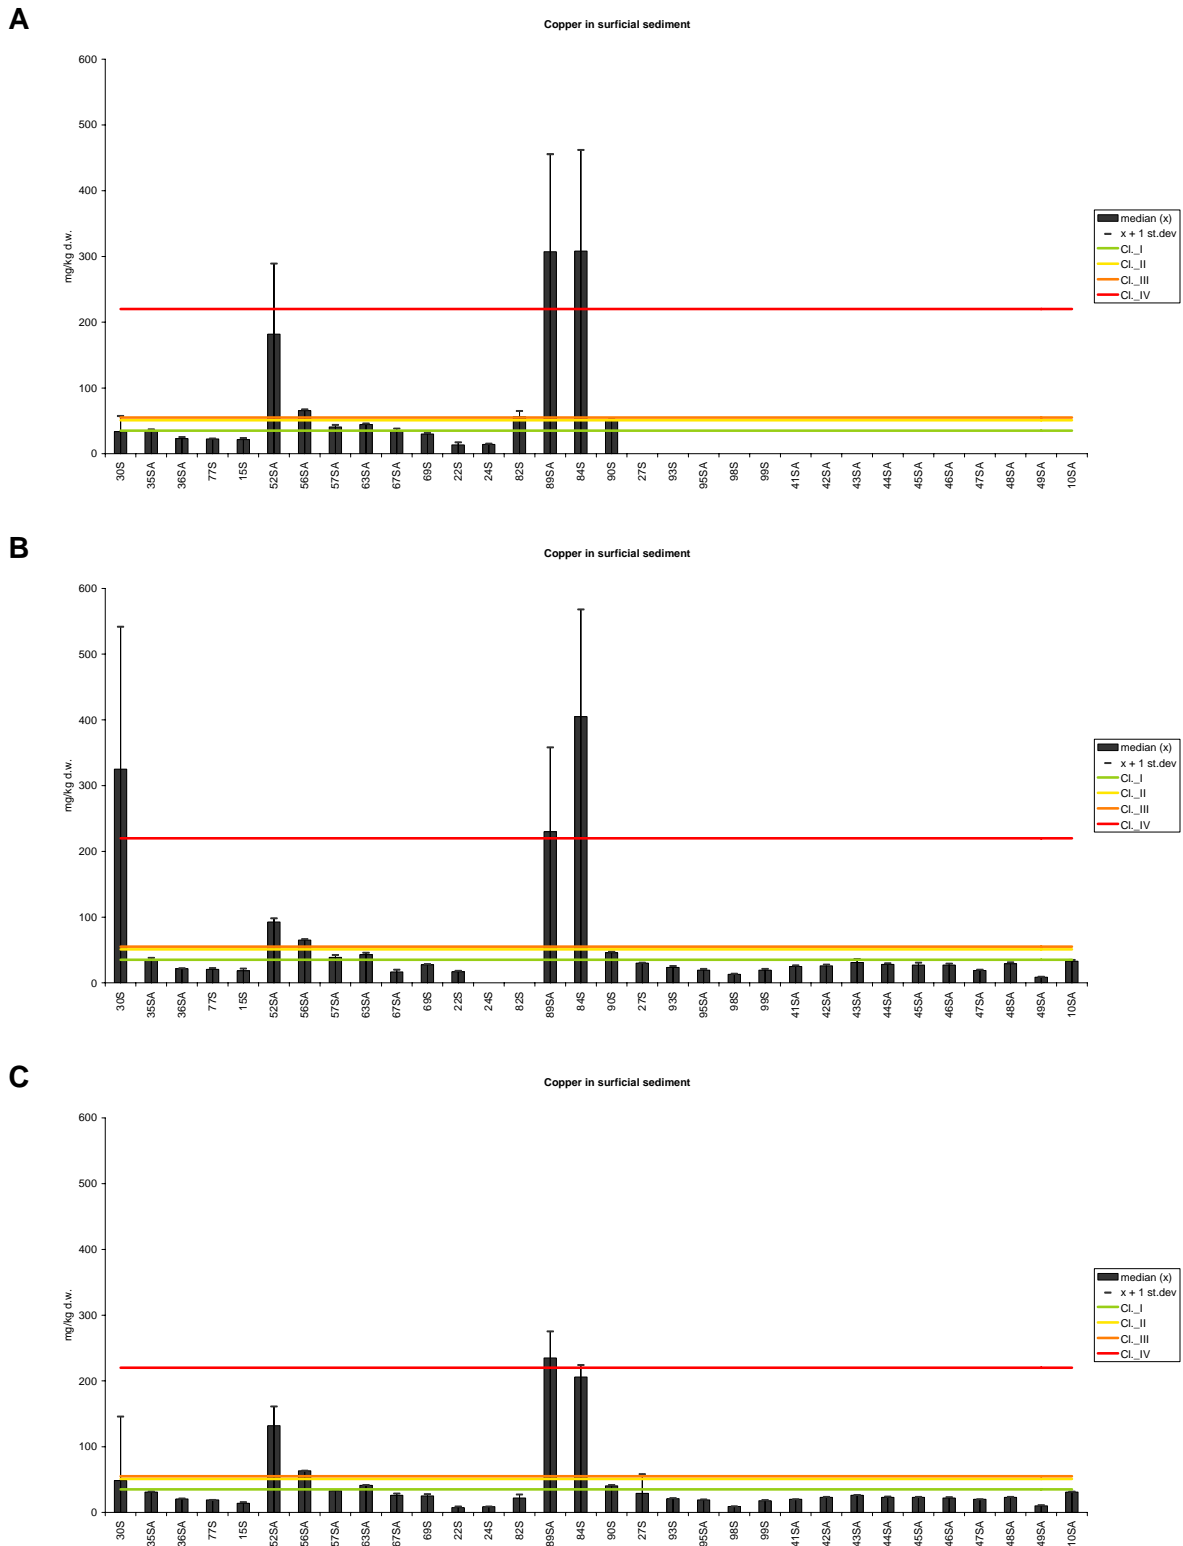 A
Copper in surficial sediment
600
500
400
300
200
100
0
mg/kg d.w.
30S
35SA
36SA
77S
15S
52SA
56SA
57SA
63SA
67SA
69S
22S
24S
82S
89SA
84S
90S
27S
93S
95SA
98S
99S
41SA
42SA
43SA
44SA
45SA
46SA
47SA
48SA
49SA
10SA
median (x)
x + 1 st.dev
Cl._I
Cl._II
Cl._III
Cl._IV
B
Copper in surficial sediment
600
500
400
300
200
100
0
mg/kg d.w.
30S
35SA
36SA
77S
15S
52SA
56SA
57SA
63SA
67SA
69S
22S
24S
82S
89SA
84S
90S
27S
93S
95SA
98S
99S
41SA
42SA
43SA
44SA
45SA
46SA
47SA
48SA
49SA
10SA
median (x)
x + 1 st.dev
Cl._I
Cl._II
Cl._III
Cl._IV
C
Copper in surficial sediment
600
500
400
300
200
100
0
mg/kg d.w.
30S
35SA
36SA
77S
15S
52SA
56SA
57SA
63SA
67SA
69S
22S
24S
82S
89SA
84S
90S
27S
93S
95SA
98S
99S
41SA
42SA
43SA
44SA
45SA
46SA
47SA
48SA
49SA
10SA
median (x)
x + 1 st.dev
Cl._I
Cl._II
Cl._III
Cl._IV